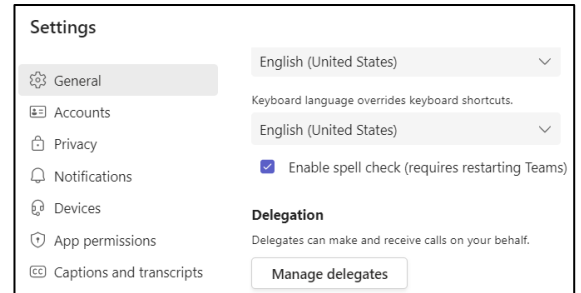 Settings
General
Accounts
Privacy
Notifications
Devices
App permissions
CC Captions and transcripts
English (United States)
Keyboard language overrides keyboard shortcuts.
English (United States)
Enable spell check (requires restarting Teams)
Delegation
Delegates can make and receive calls on your behalf.
Manage delegates